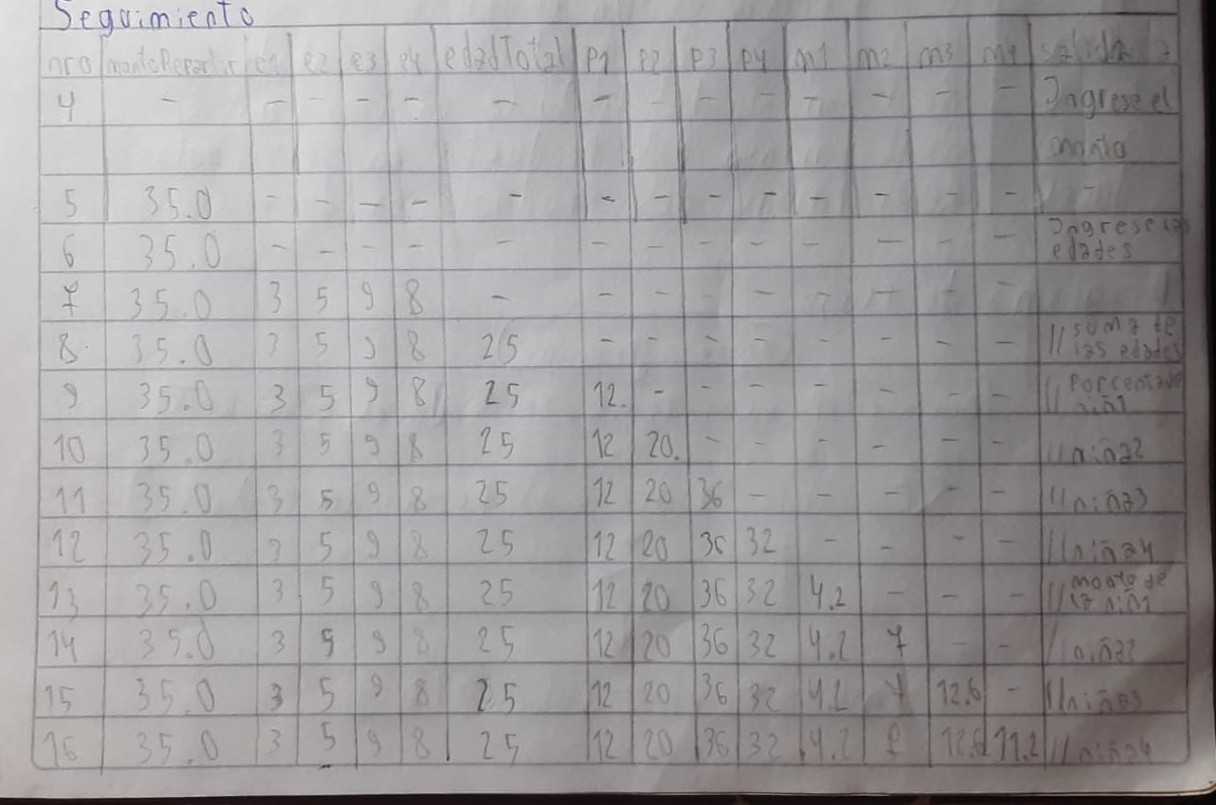 Seguimiento
nro montoRepartir e1 e2 e3 e4 edadTotal P1 P2 P3 P4 m1 m2 m3 m4 salida
4 - - - - - - - - - - - - - - Ingrese el
monto
5 35.0 - - - - - - - - - - - - - -
6 35.0 - - - - - - - - - - - - - Ingrese las
edades
7 35.0 3 5 9 8 - - - - - - - - -
8 35.0 3 5 9 8 25 - - - - - - - - // suma de
las edades
9 35.0 3 5 9 8 25 12. - - - - - - - // Porcentaje
niña1
10 35.0 3 5 9 8 25 12 20. - - - - - - // niña2
11 35.0 3 5 9 8 25 12 20 36 - - - - - // niña3
12 35.0 3 5 9 8 25 12 20 36 32 - - - - // niña4
13 35.0 3 5 9 8 25 12 20 36 32 4.2 - - - // monto de
la niña1
14 35.0 3 5 9 8 25 12 20 36 32 4.2 7 - - // niña2
15 35.0 3 5 9 8 25 12 20 36 32 4.2 7 12.6 - // niña3
16 35.0 3 5 9 8 25 12 20 36 32 4.2 7 12.6 11.2 // niña4